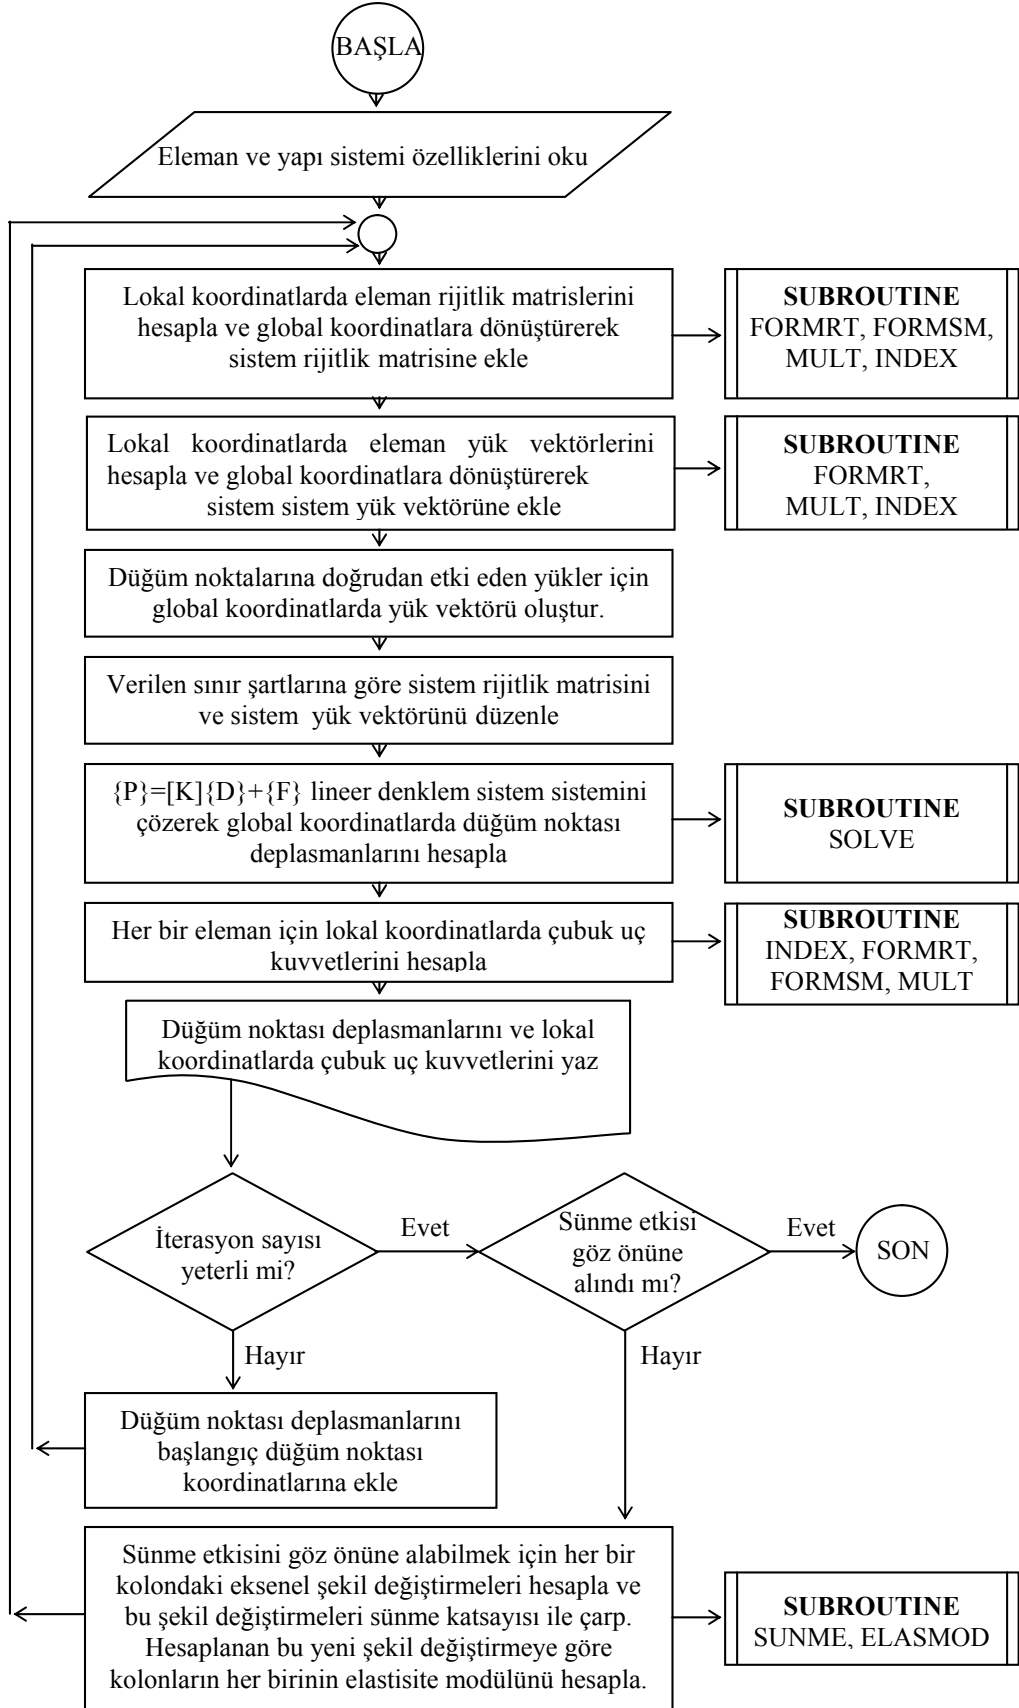 BAŞLA
Eleman ve yapı sistemi özelliklerini oku
Lokal koordinatlarda eleman rijitlik matrislerini
hesapla ve global koordinatlara dönüştürerek
sistem rijitlik matrisine ekle
SUBROUTINE
FORMRT, FORMSM,
MULT, INDEX
Lokal koordinatlarda eleman yük vektörlerini
hesapla ve global koordinatlara dönüştürerek
sistem sistem yük vektörüne ekle
SUBROUTINE
FORMRT,
MULT, INDEX
Düğüm noktalarına doğrudan etki eden yükler için
global koordinatlarda yük vektörü oluştur.
Verilen sınır şartlarına göre sistem rijitlik matrisini
ve sistem yük vektörünü düzenle
{P}=[K]{D}+{F} lineer denklem sistem sistemini
çözerek global koordinatlarda düğüm noktası
deplasmanlarını hesapla
SUBROUTINE
SOLVE
Her bir eleman için lokal koordinatlarda çubuk uç
kuvvetlerini hesapla
SUBROUTINE
INDEX, FORMRT,
FORMSM, MULT
Düğüm noktası deplasmanlarını ve lokal
koordinatlarda çubuk uç kuvvetlerini yaz
İterasyon sayısı
yeterli mi?
Evet
Sünme etkisi
göz önüne
alındı mı?
Evet
SON
Hayır
Hayır
Düğüm noktası deplasmanlarını
başlangıç düğüm noktası
koordinatlarına ekle
Sünme etkisini göz önüne alabilmek için her bir
kolondaki eksenel şekil değiştirmeleri hesapla ve
bu şekil değiştirmeleri sünme katsayısı ile çarp.
Hesaplanan bu yeni şekil değiştirmeye göre
kolonların her birinin elastisite modülünü hesapla.
SUBROUTINE
SUNME, ELASMOD